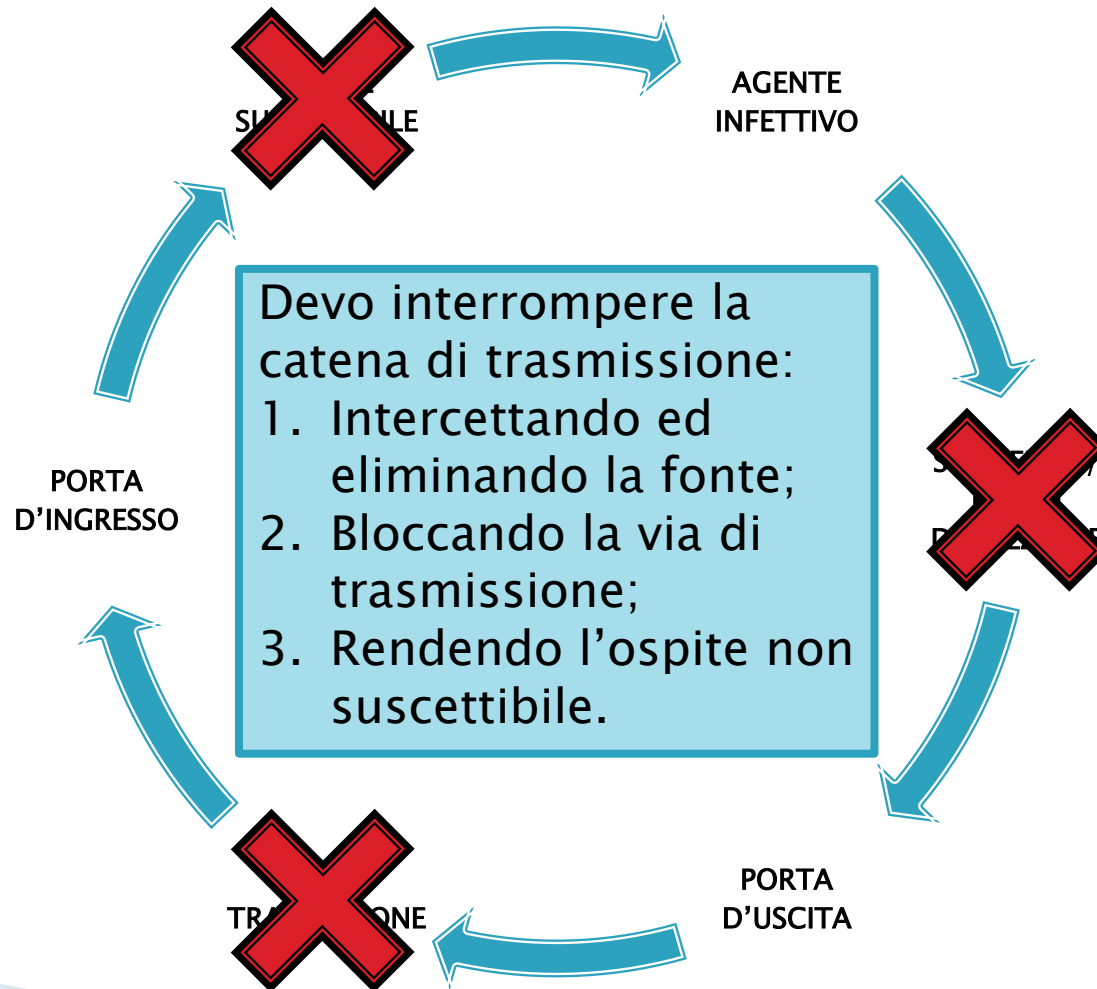 AGENTE
INFETTIVO
PORTA
D’INGRESSO
Devo interrompere la
catena di trasmissione:
1. Intercettando ed
eliminando la fonte;
2. Bloccando la via di
trasmissione;
3. Rendendo l’ospite non
suscettibile.
PORTA
D’USCITA